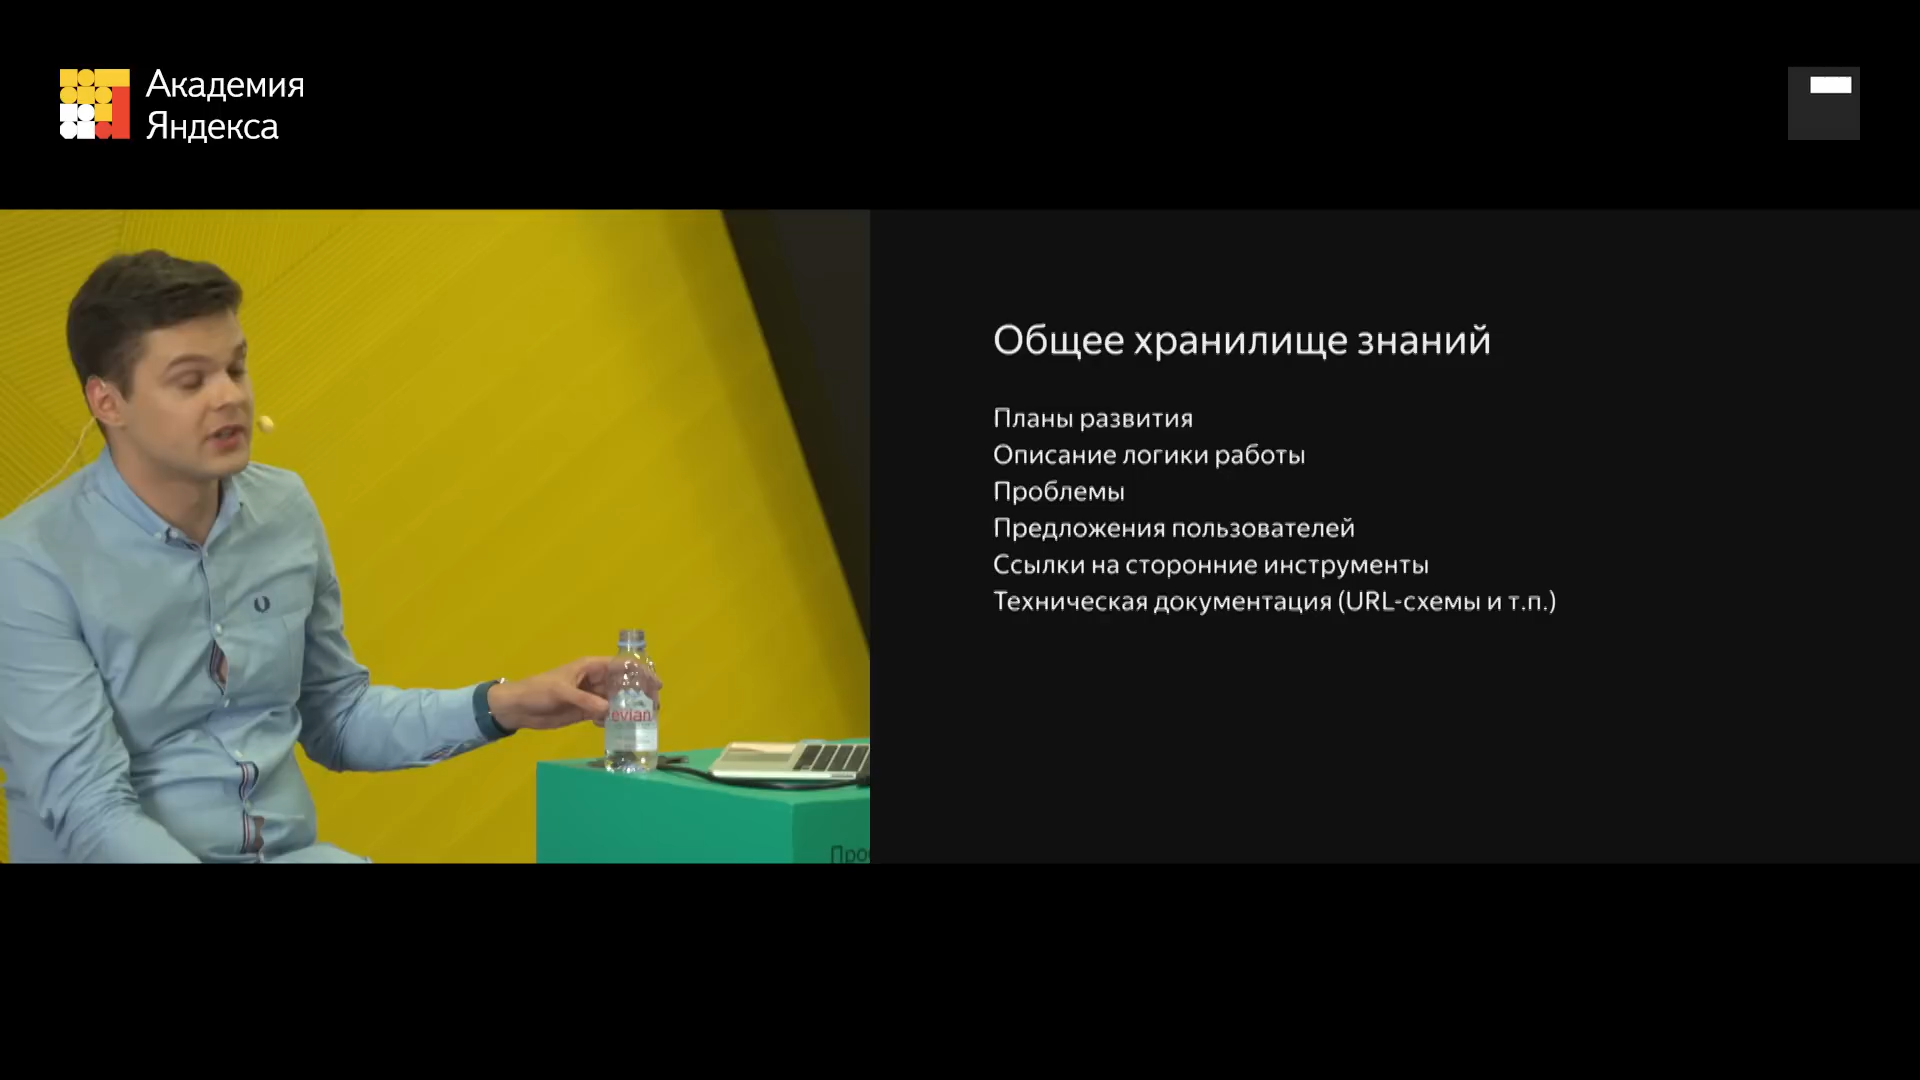 Академия
Яндекса
Общее хранилище знаний
Планы развития
Описание логики работы
Проблемы
Предложения пользователей
Ссылки на сторонние инструменты
Техническая документация (URL-схемы и т.п.)
evian